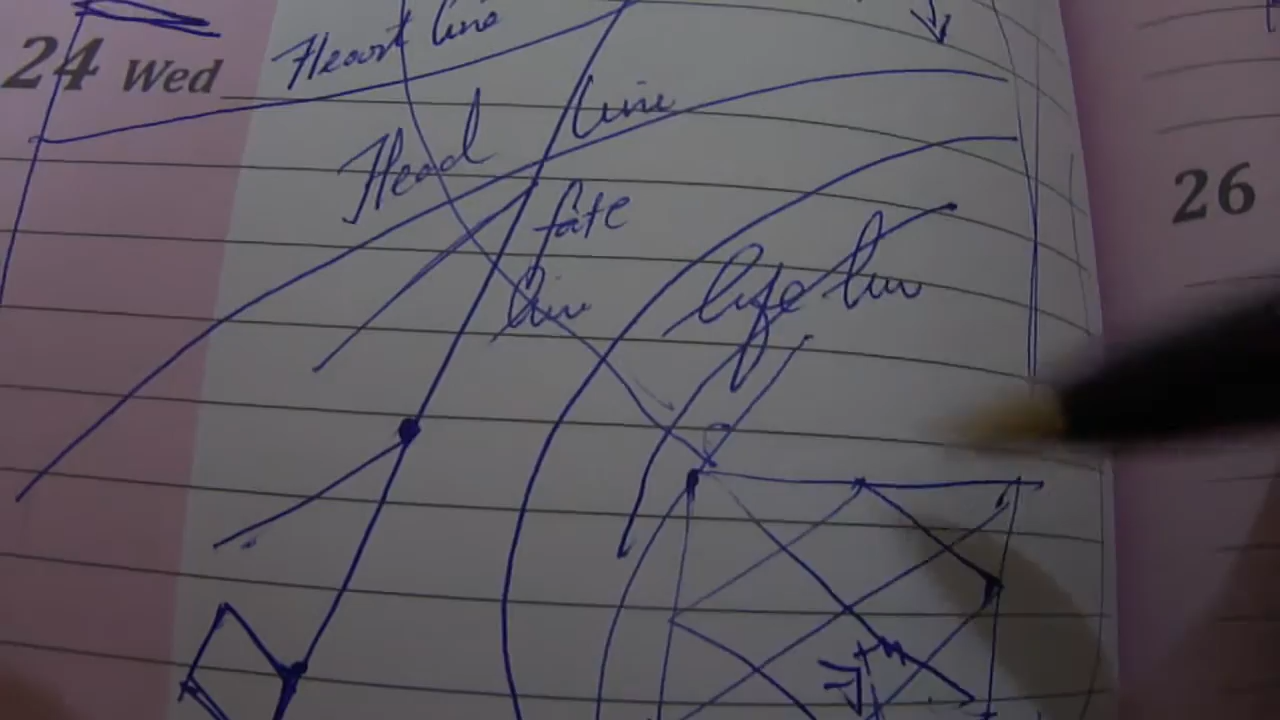 Heart line
24 Wed
Head line
26
fate
line
life line